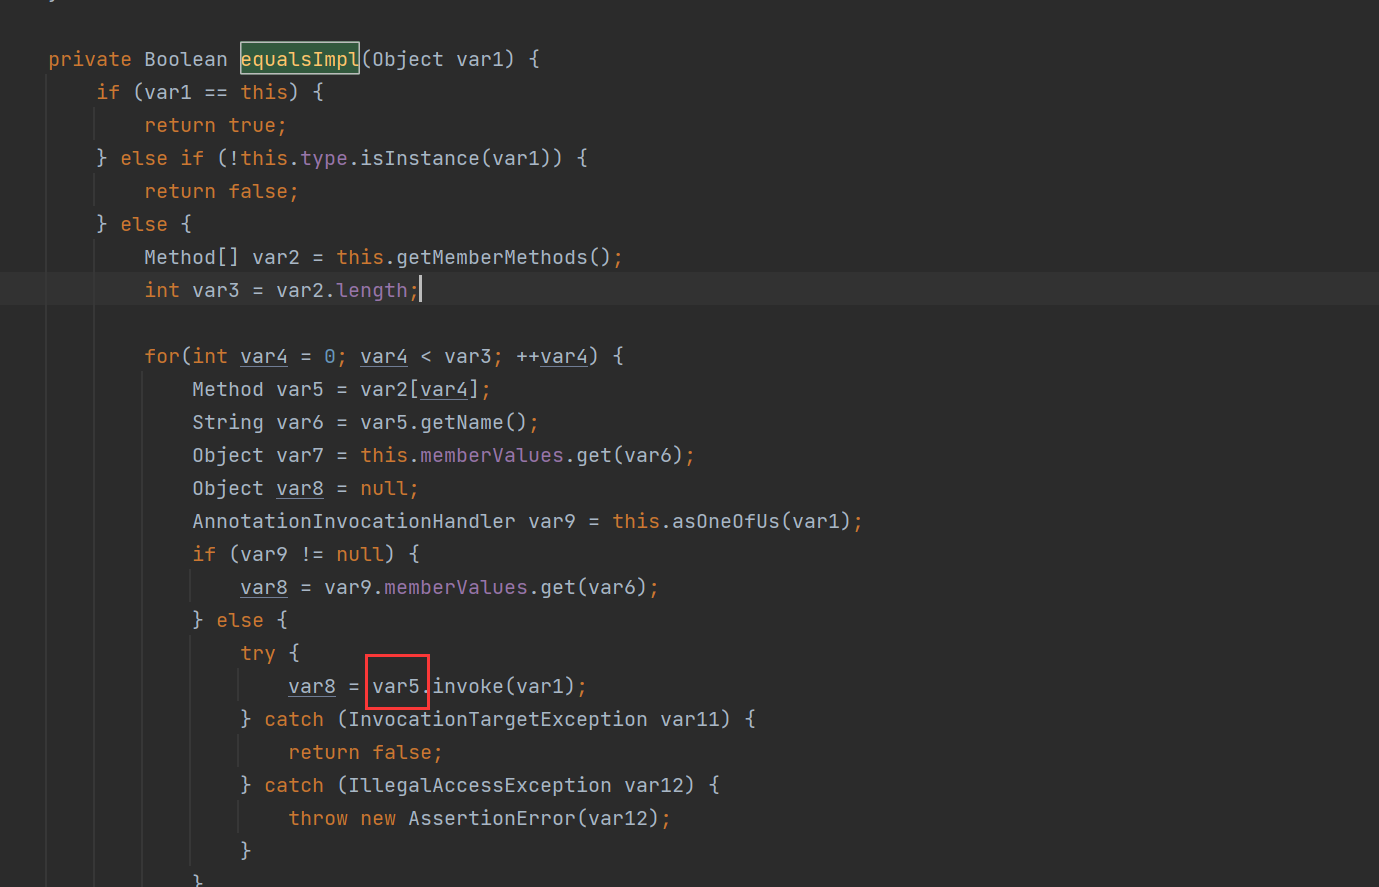 private Boolean equalsImpl(Object var1) {
if (var1 == this) {
return true;
} else if (!this.type.isInstance(var1)) {
return false;
} else {
Method[] var2 = this.getMemberMethods();
int var3 = var2.length;
for(int var4 = 0; var4 < var3; ++var4) {
Method var5 = var2[var4];
String var6 = var5.getName();
Object var7 = this.memberValues.get(var6);
Object var8 = null;
AnnotationInvocationHandler var9 = this.asOneOfUs(var1);
if (var9 != null) {
var8 = var9.memberValues.get(var6);
} else {
try {
var8 = var5.invoke(var1);
} catch (InvocationTargetException var11) {
return false;
} catch (IllegalAccessException var12) {
throw new AssertionError(var12);
}
}